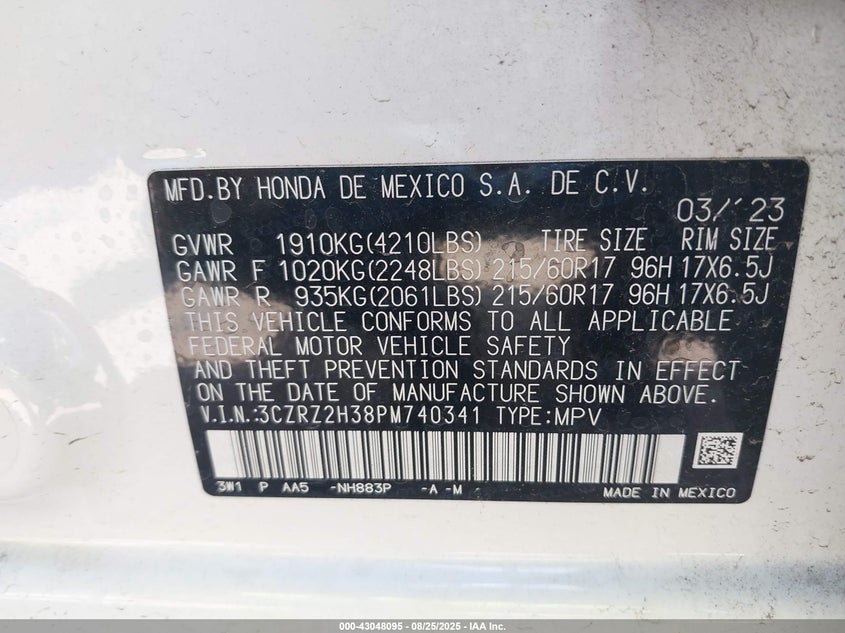 MFD.BY HONDA DE MEXICO S.A. DE C.V.
03/'23
GVWR 1910KG(4210LBS) TIRE SIZE RIM SIZE
GAWR F 1020KG(2248LBS) 215/60R17 96H 17X6.5J
GAWR R 935KG(2061LBS) 215/60R17 96H 17X6.5J
THIS VEHICLE CONFORMS TO ALL APPLICABLE
FEDERAL MOTOR VEHICLE SAFETY
AND THEFT PREVENTION STANDARDS IN EFFECT
ON THE DATE OF MANUFACTURE SHOWN ABOVE.
V.I.N.:3CZRZ2H38PM740341 TYPE:MPV
3W1 P AA5 -NH883P -A -M MADE IN MEXICO
000-43048095 - 08/25/2025 - IAA Inc.